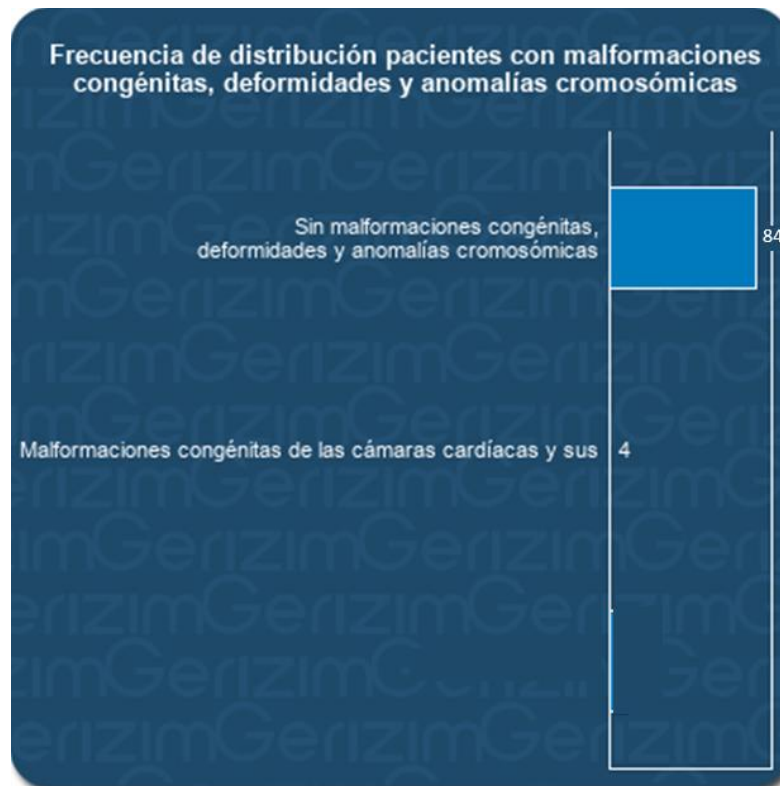 Frecuencia de distribución pacientes con malformaciones
congénitas, deformidades y anomalías cromosómicas
Sin malformaciones congénitas,
deformidades y anomalías cromosómicas
84
Malformaciones congénitas de las cámaras cardíacas y sus
4